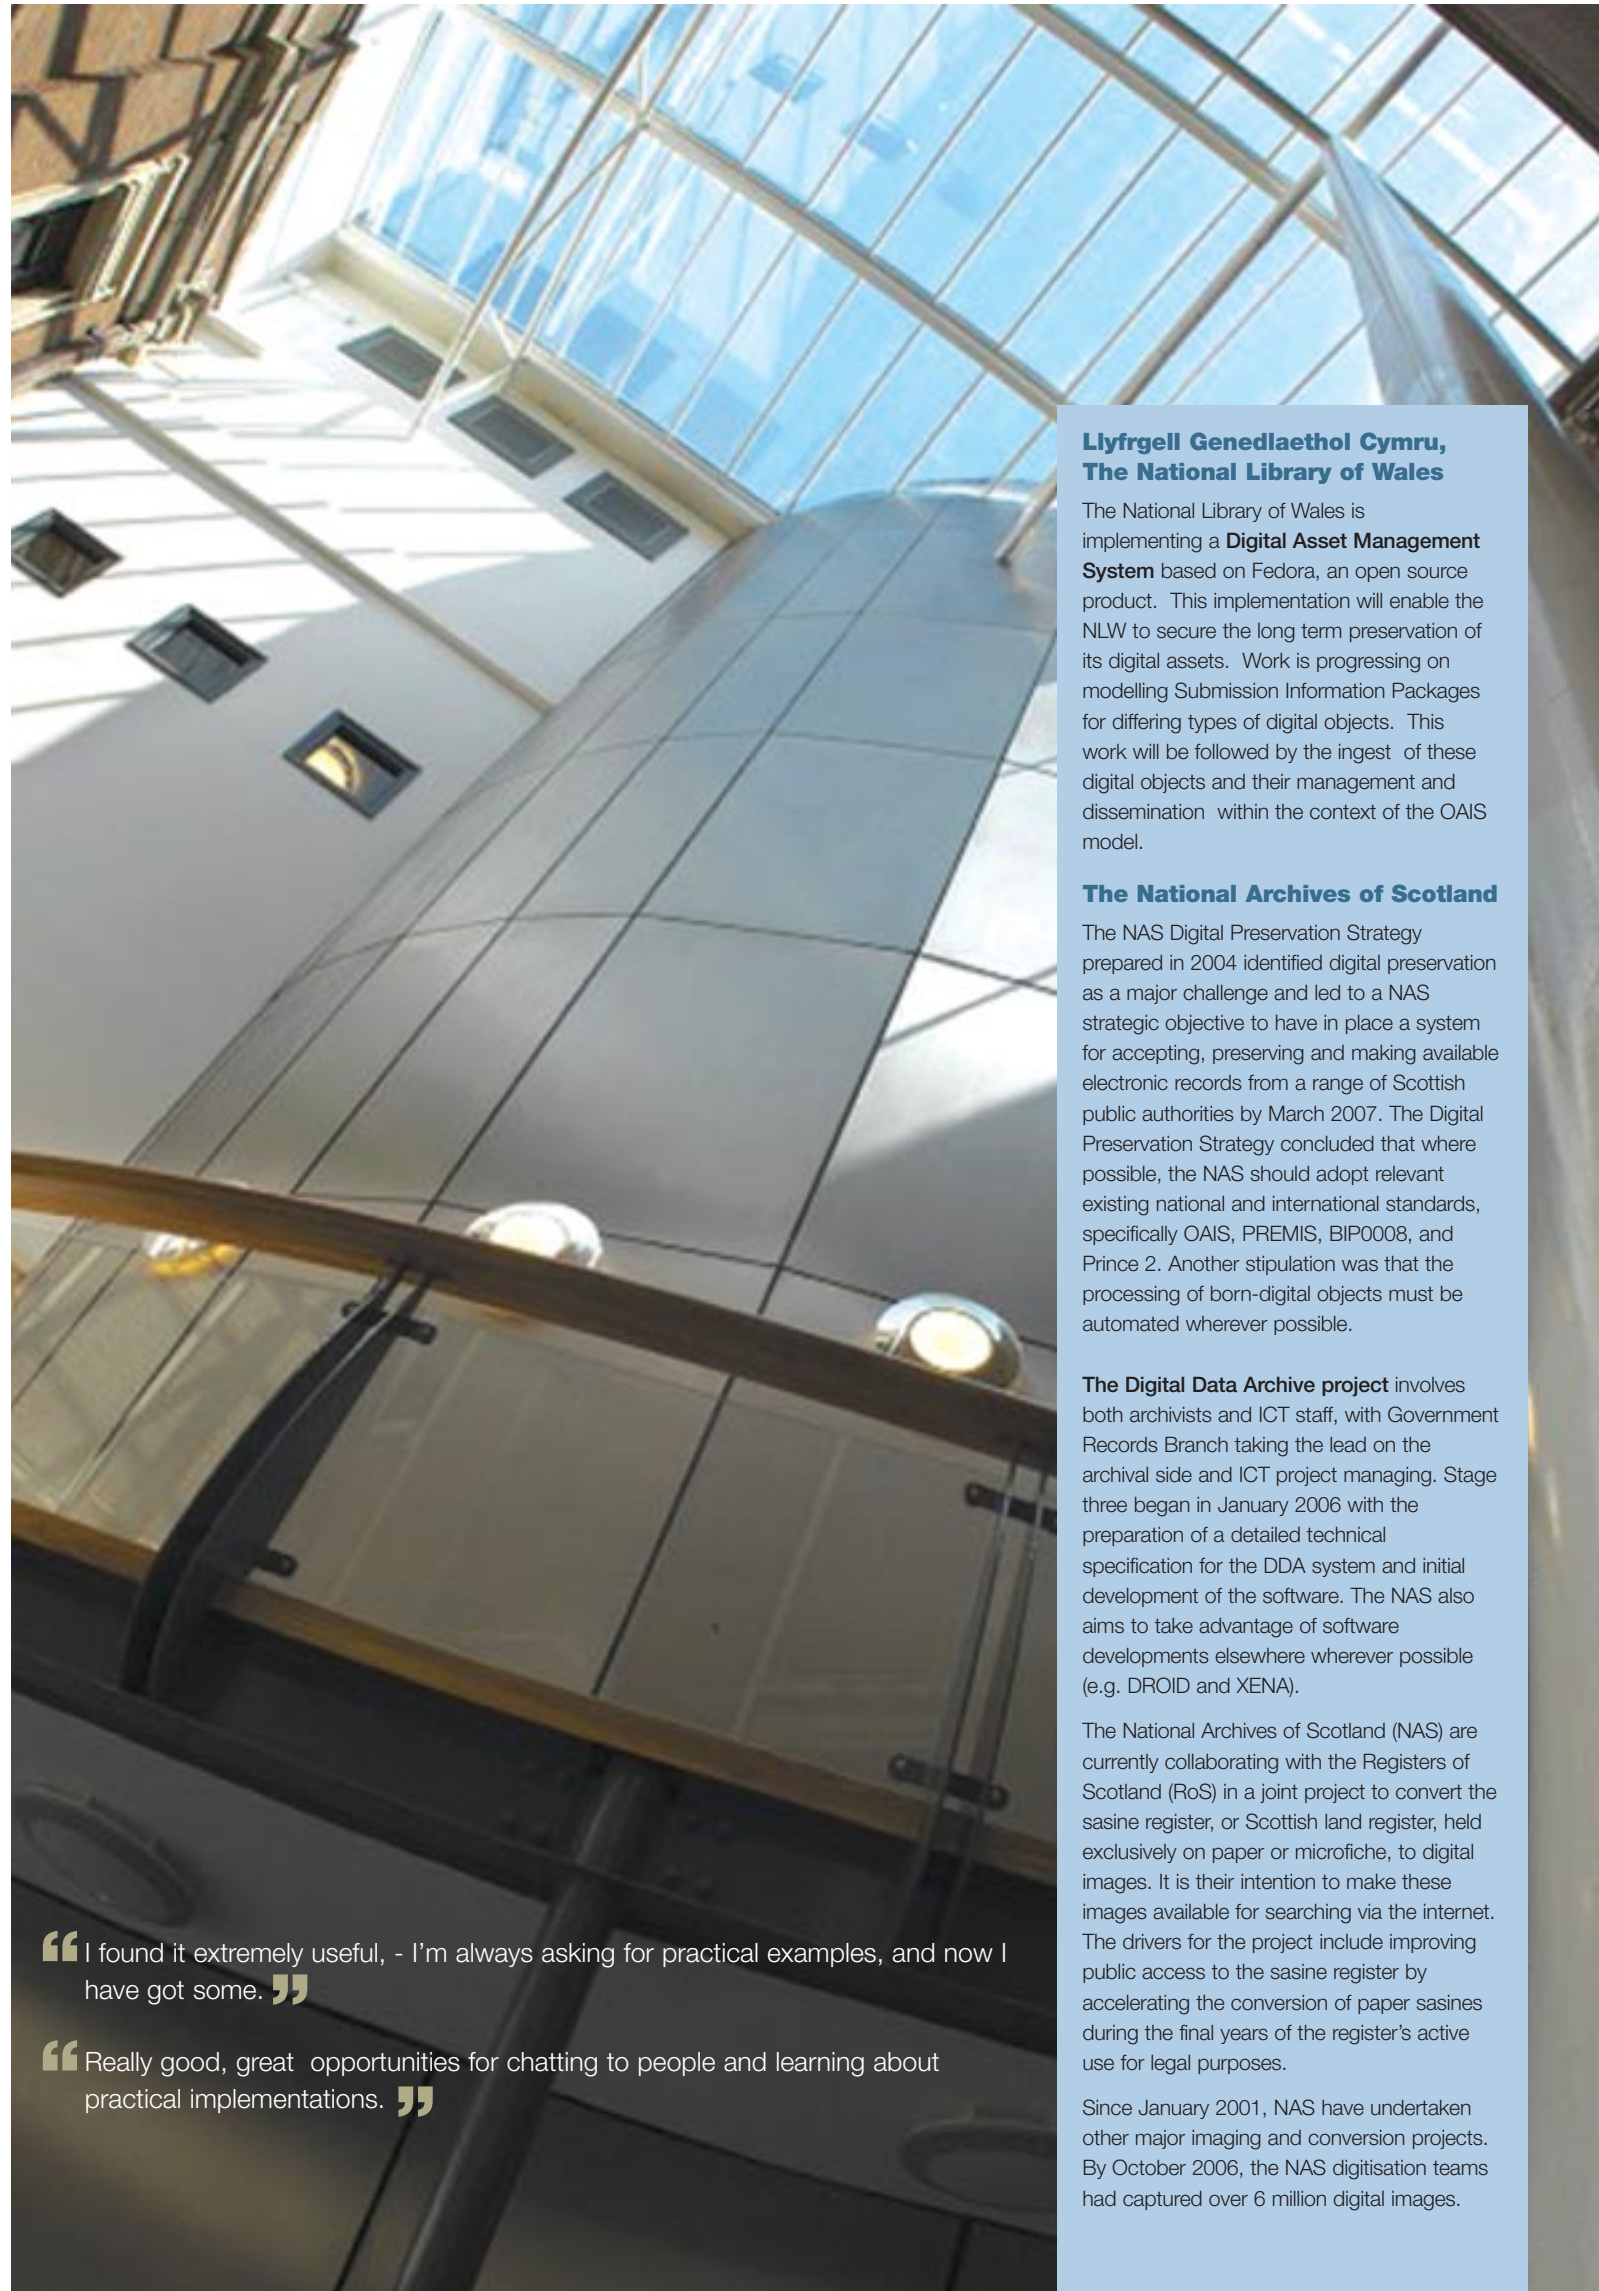 Llyfrgell Genedlaethol Cymru,
The National Library of Wales
The National Library of Wales is
implementing a Digital Asset Management
System based on Fedora, an open source
product. This implementation will enable the
NLW to secure the long term preservation of
its digital assets. Work is progressing on
modelling Submission Information Packages
for differing types of digital objects. This
work will be followed by the ingest of these
digital objects and their management and
dissemination within the context of the OAIS
model.
The National Archives of Scotland
The NAS Digital Preservation Strategy
prepared in 2004 identified digital preservation
as a major challenge and led to a NAS
strategic objective to have in place a system
for accepting, preserving and making available
electronic records from a range of Scottish
public authorities by March 2007. The Digital
Preservation Strategy concluded that where
possible, the NAS should adopt relevant
existing national and international standards,
specifically OAIS, PREMIS, BIP0008, and
Prince 2. Another stipulation was that the
processing of born-digital objects must be
automated wherever possible.
The Digital Data Archive project involves
both archivists and ICT staff, with Government
Records Branch taking the lead on the
archival side and ICT project managing. Stage
three began in January 2006 with the
preparation of a detailed technical
specification for the DDA system and initial
development of the software. The NAS also
aims to take advantage of software
developments elsewhere wherever possible
(e.g. DROID and XENA).
The National Archives of Scotland (NAS) are
currently collaborating with the Registers of
Scotland (RoS) in a joint project to convert the
sasine register, or Scottish land register, held
exclusively on paper or microfiche, to digital
images. It is their intention to make these
images available for searching via the internet.
The drivers for the project include improving
public access to the sasine register by
accelerating the conversion of paper sasines
during the final years of the register's active
use for legal purposes.
Since January 2001, NAS have undertaken
other major imaging and conversion projects.
By October 2006, the NAS digitisation teams
had captured over 6 million digital images.
“I found it extremely useful, - I'm always asking for practical examples, and now I
have got some.”
“Really good, great opportunities for chatting to people and learning about
practical implementations.”